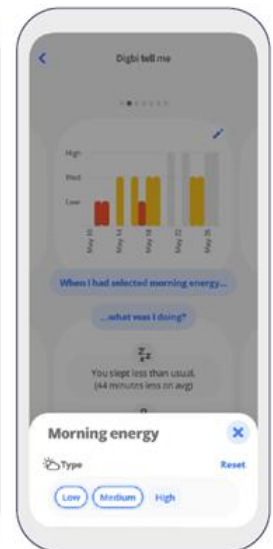 Digbi tell me
High
Med
Low
May 10
May 14
May 18
May 22
May 26
When I had selected morning energy...
...what was I doing?
You slept less than usual.
(44 minutes less on avg)
Morning energy
Type
Reset
Low
Medium
High